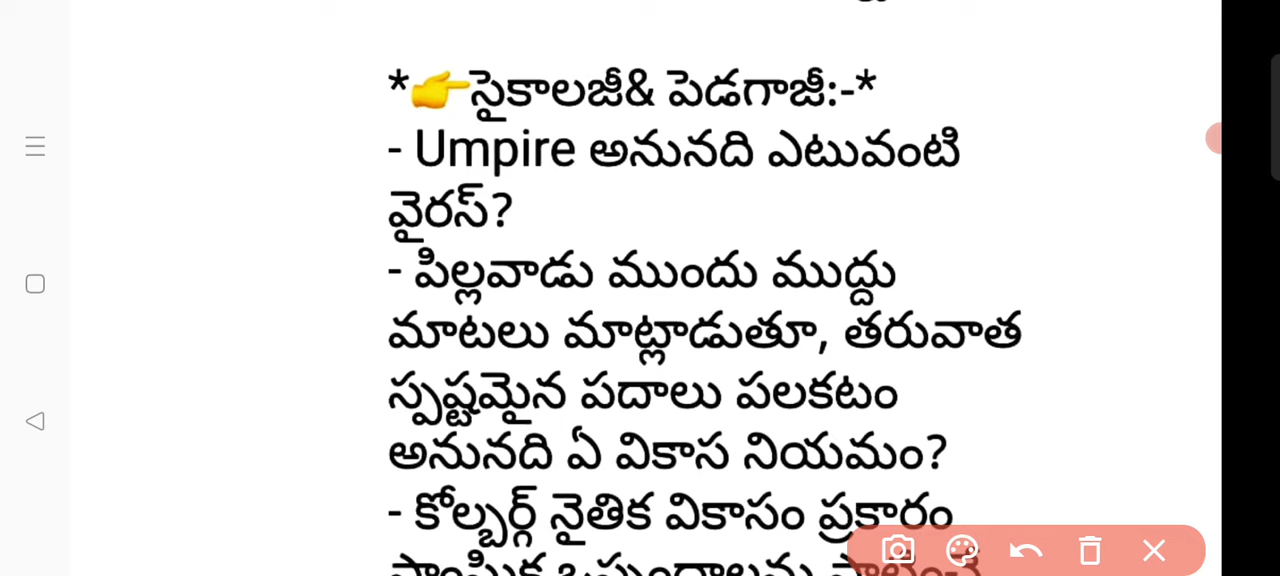 *👉సైకాలజీ& పెడగాజీ:-*
- Umpire అనునది ఎటువంటి
వైరస్?
- పిల్లవాడు ముందు ముద్దు
మాటలు మాట్లాడుతూ, తరువాత
స్పష్టమైన పదాలు పలకటం
అనునది ఏ వికాస నియమం?
- కోల్బర్గ్ నైతిక వికాసం ప్రకారం